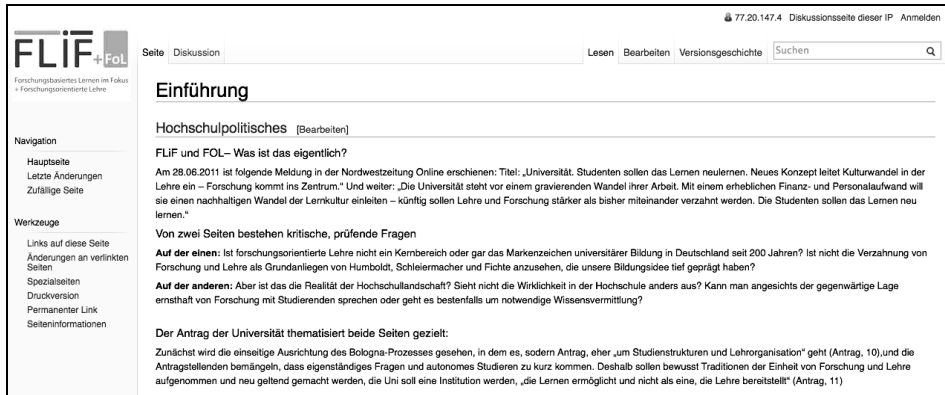 77.20.147.4 Diskussionsseite dieser IP Anmelden
FLiF+FoL
Forschungsbasiertes Lernen im Fokus
+ Forschungsorientierte Lehre
Seite Diskussion
Lesen Bearbeiten Versionsgeschichte Suchen
Navigation
Hauptseite
Letzte Änderungen
Zufällige Seite
Werkzeuge
Links auf diese Seite
Änderungen an verlinkten
Seiten
Spezialseiten
Druckversion
Permanenter Link
Seiteninformationen
Einführung
Hochschulpolitisches [Bearbeiten]
FLiF und FOL– Was ist das eigentlich?
Am 28.06.2011 ist folgende Meldung in der Nordwestzeitung Online erschienen: Titel: „Universität. Studenten sollen das Lernen neulernen. Neues Konzept leitet Kulturwandel in der
Lehre ein – Forschung kommt ins Zentrum.“ Und weiter: „Die Universität steht vor einem gravierenden Wandel ihrer Arbeit. Mit einem erheblichen Finanz- und Personalaufwand will
sie einen nachhaltigen Wandel der Lernkultur einleiten – künftig sollen Lehre und Forschung stärker als bisher miteinander verzahnt werden. Die Studenten sollen das Lernen neu
lernen.“
Von zwei Seiten bestehen kritische, prüfende Fragen
Auf der einen: Ist forschungsorientierte Lehre nicht ein Kernbereich oder gar das Markenzeichen universitärer Bildung in Deutschland seit 200 Jahren? Ist nicht die Verzahnung von
Forschung und Lehre als Grundanliegen von Humboldt, Schleiermacher und Fichte anzusehen, die unsere Bildungsidee tief geprägt haben?
Auf der anderen: Aber ist das die Realität der Hochschullandschaft? Sieht nicht die Wirklichkeit in der Hochschule anders aus? Kann man angesichts der gegenwärtige Lage
ernsthaft von Forschung mit Studierenden sprechen oder geht es bestenfalls um notwendige Wissensvermittlung?
Der Antrag der Universität thematisiert beide Seiten gezielt:
Zunächst wird die einseitige Ausrichtung des Bologna-Prozesses gesehen, in dem es, sodern Antrag, eher „um Studienstrukturen und Lehrorganisation“ geht (Antrag, 10),und die
Antragstellenden bemängeln, dass eigenständiges Fragen und autonomes Studieren zu kurz kommen. Deshalb sollen bewusst Traditionen der Einheit von Forschung und Lehre
aufgenommen und neu geltend gemacht werden, die Uni soll eine Institution werden, „die Lernen ermöglicht und nicht als eine, die Lehre bereitstellt“ (Antrag, 11)